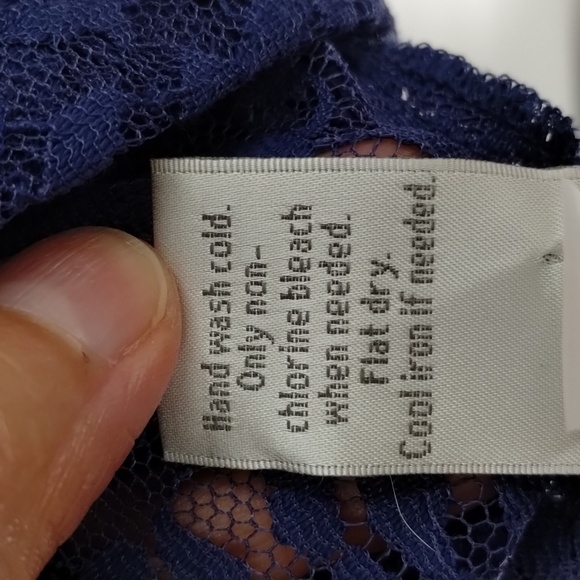 Hand wash cold.
Only non-
chlorine bleach
when needed.
Flat dry.
Cool iron if needed.